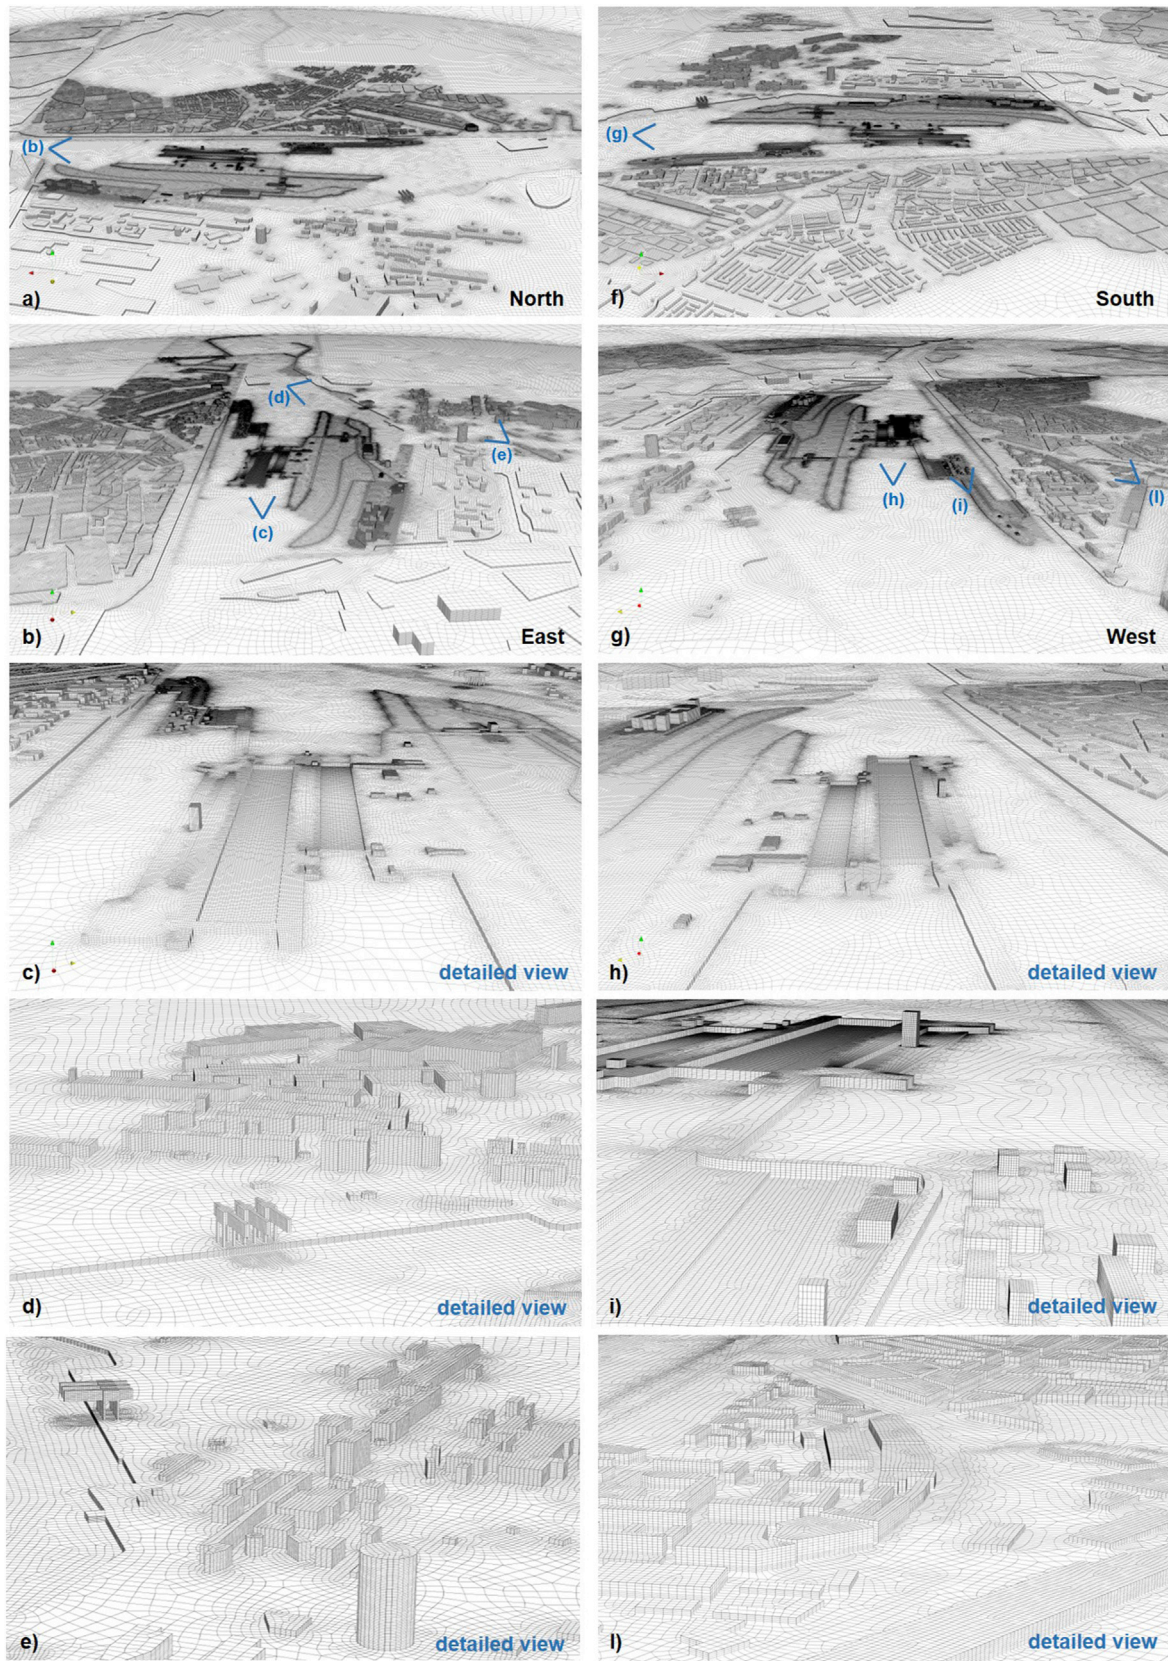 (b)
a)
North
(g)
f)
South
(d)
(e)
(c)
b)
East
(h)
(i)
(l)
g)
West
c)
detailed view
h)
detailed view
d)
detailed view
i)
detailed view
e)
detailed view
l)
detailed view